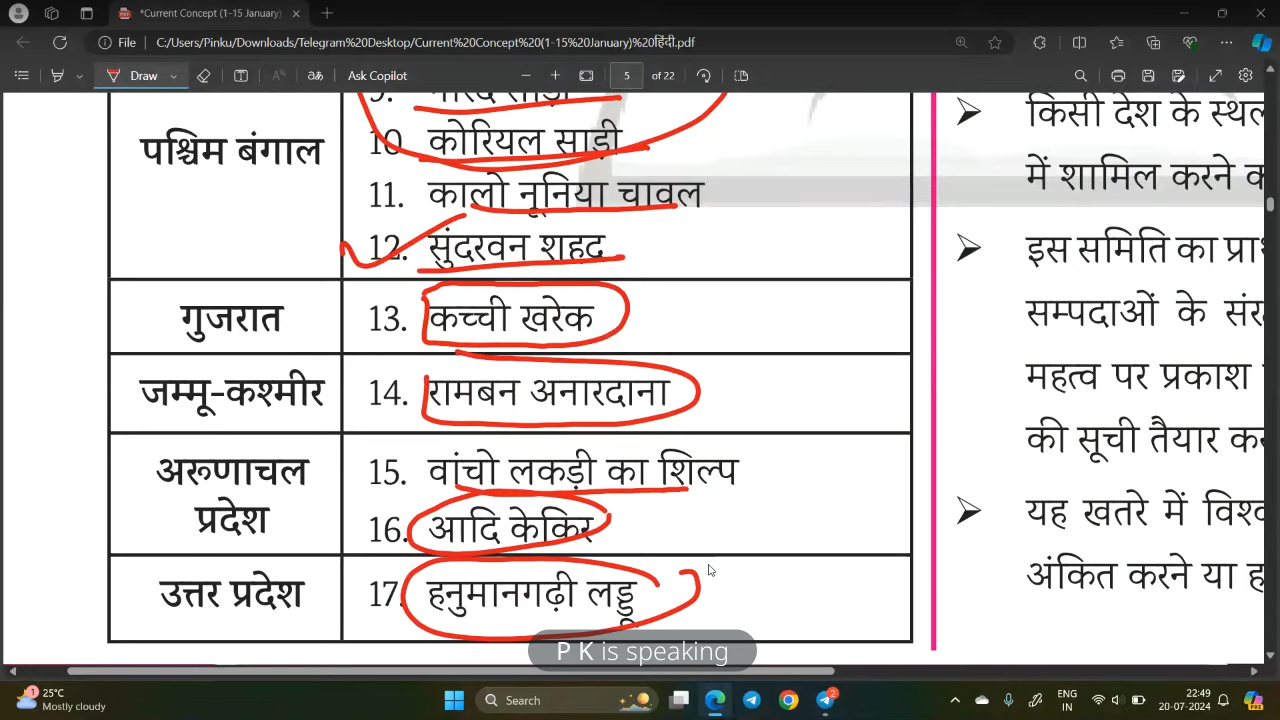 *Current Concept (1-15 January)
File C:/Users/Pinku/Downloads/Telegram%20Desktop/Current%20Concept%20(1-15%20January)%20हिंदी.pdf
Draw Ask Copilot 5 of 22
पश्चिम बंगाल
10. कोरियल साड़ी
11. कालो नूनिया चावल
12. सुंदरवन शहद
गुजरात 13. कच्ची खरेक
जम्मू-कश्मीर 14. रामबन अनारदाना
अरूणाचल प्रदेश
15. वांचो लकड़ी का शिल्प
16. आदि केकिर
उत्तर प्रदेश 17. हनुमानगढ़ी लड्डू
किसी देश के स्थल
में शामिल करने
इस समिति का
सम्पदाओं के
महत्व पर प्रकाश
की सूची तैयार
यह खतरे में
अंकित करने या
P K is speaking
1 25°C
Mostly cloudy
Search
2
ENG
IN
22:49
20-07-2024